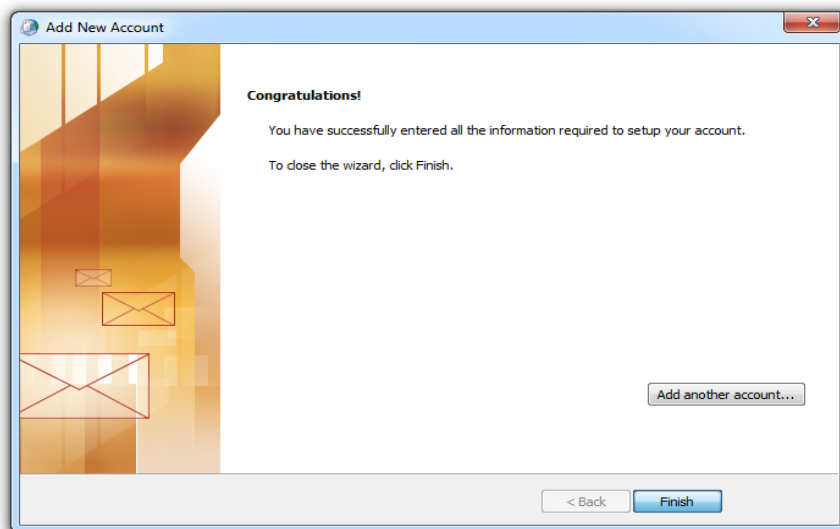 Add New Account
Congratulations!
You have successfully entered all the information required to setup your account.
To close the wizard, click Finish.
Add another account...
< Back
Finish